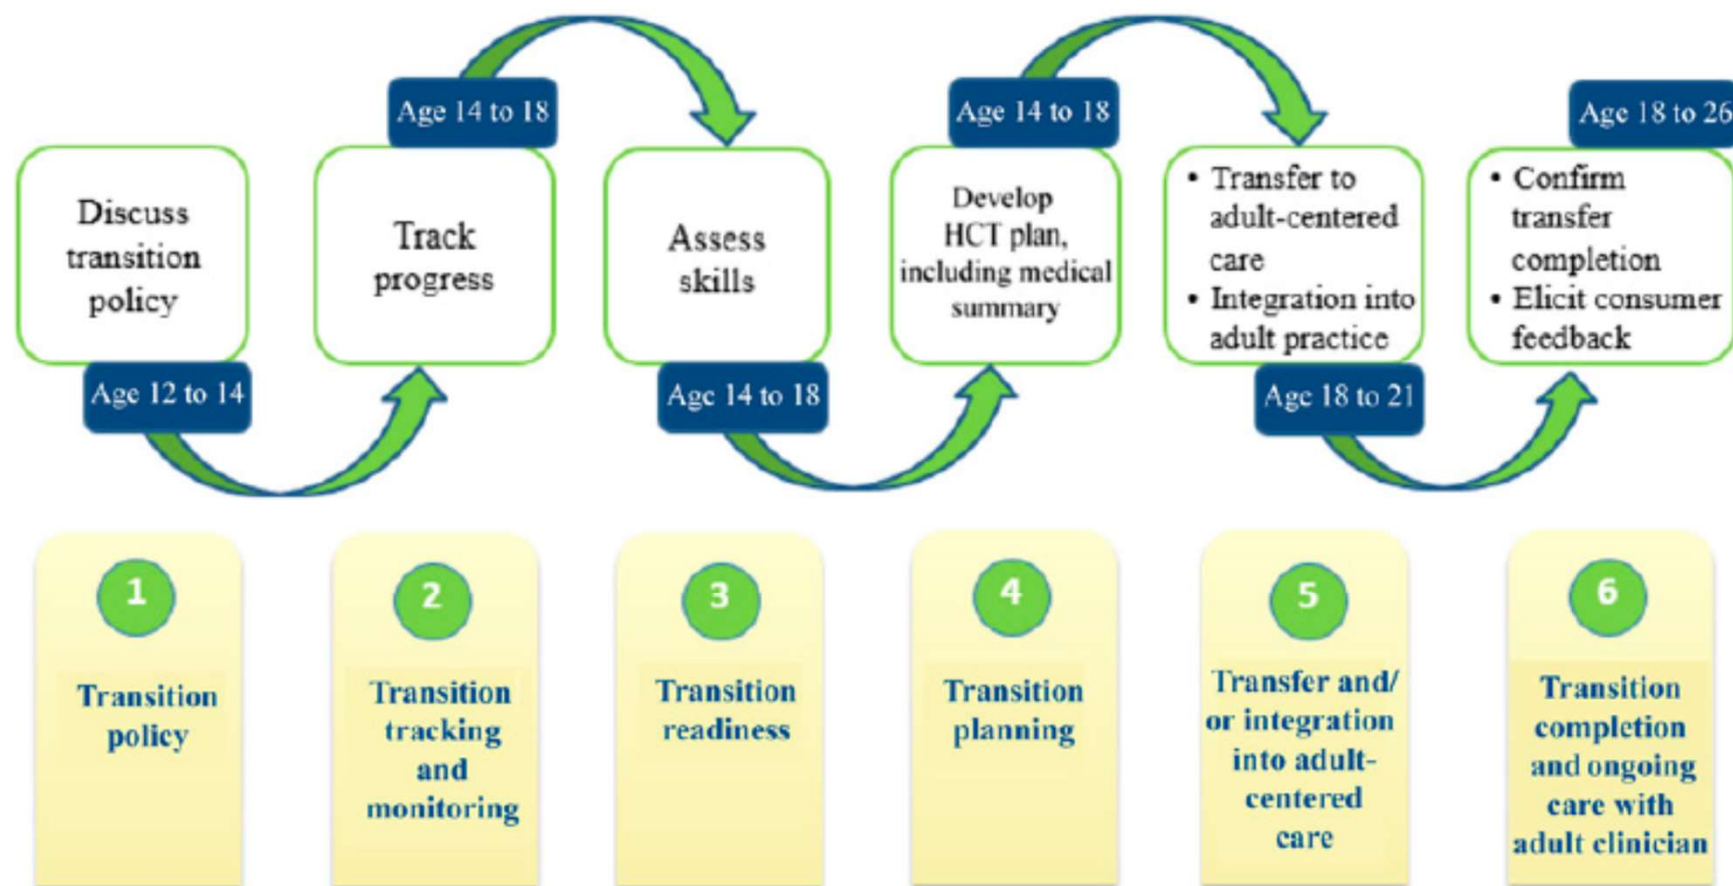 Age 14 to 18
Age 14 to 18
Age 18 to 26
Discuss
transition
policy
Track
progress
Assess
skills
Develop
HCT plan,
including medical
summary
• Transfer to
adult-centered
care
• Integration into
adult practice
• Confirm
transfer
completion
• Elicit consumer
feedback
Age 12 to 14
Age 14 to 18
Age 18 to 21
1
Transition
policy
2
Transition
tracking
and
monitoring
3
Transition
readiness
4
Transition
planning
5
Transfer and/
or integration
into adult-
centered
care
6
Transition
completion
and ongoing
care with
adult clinician